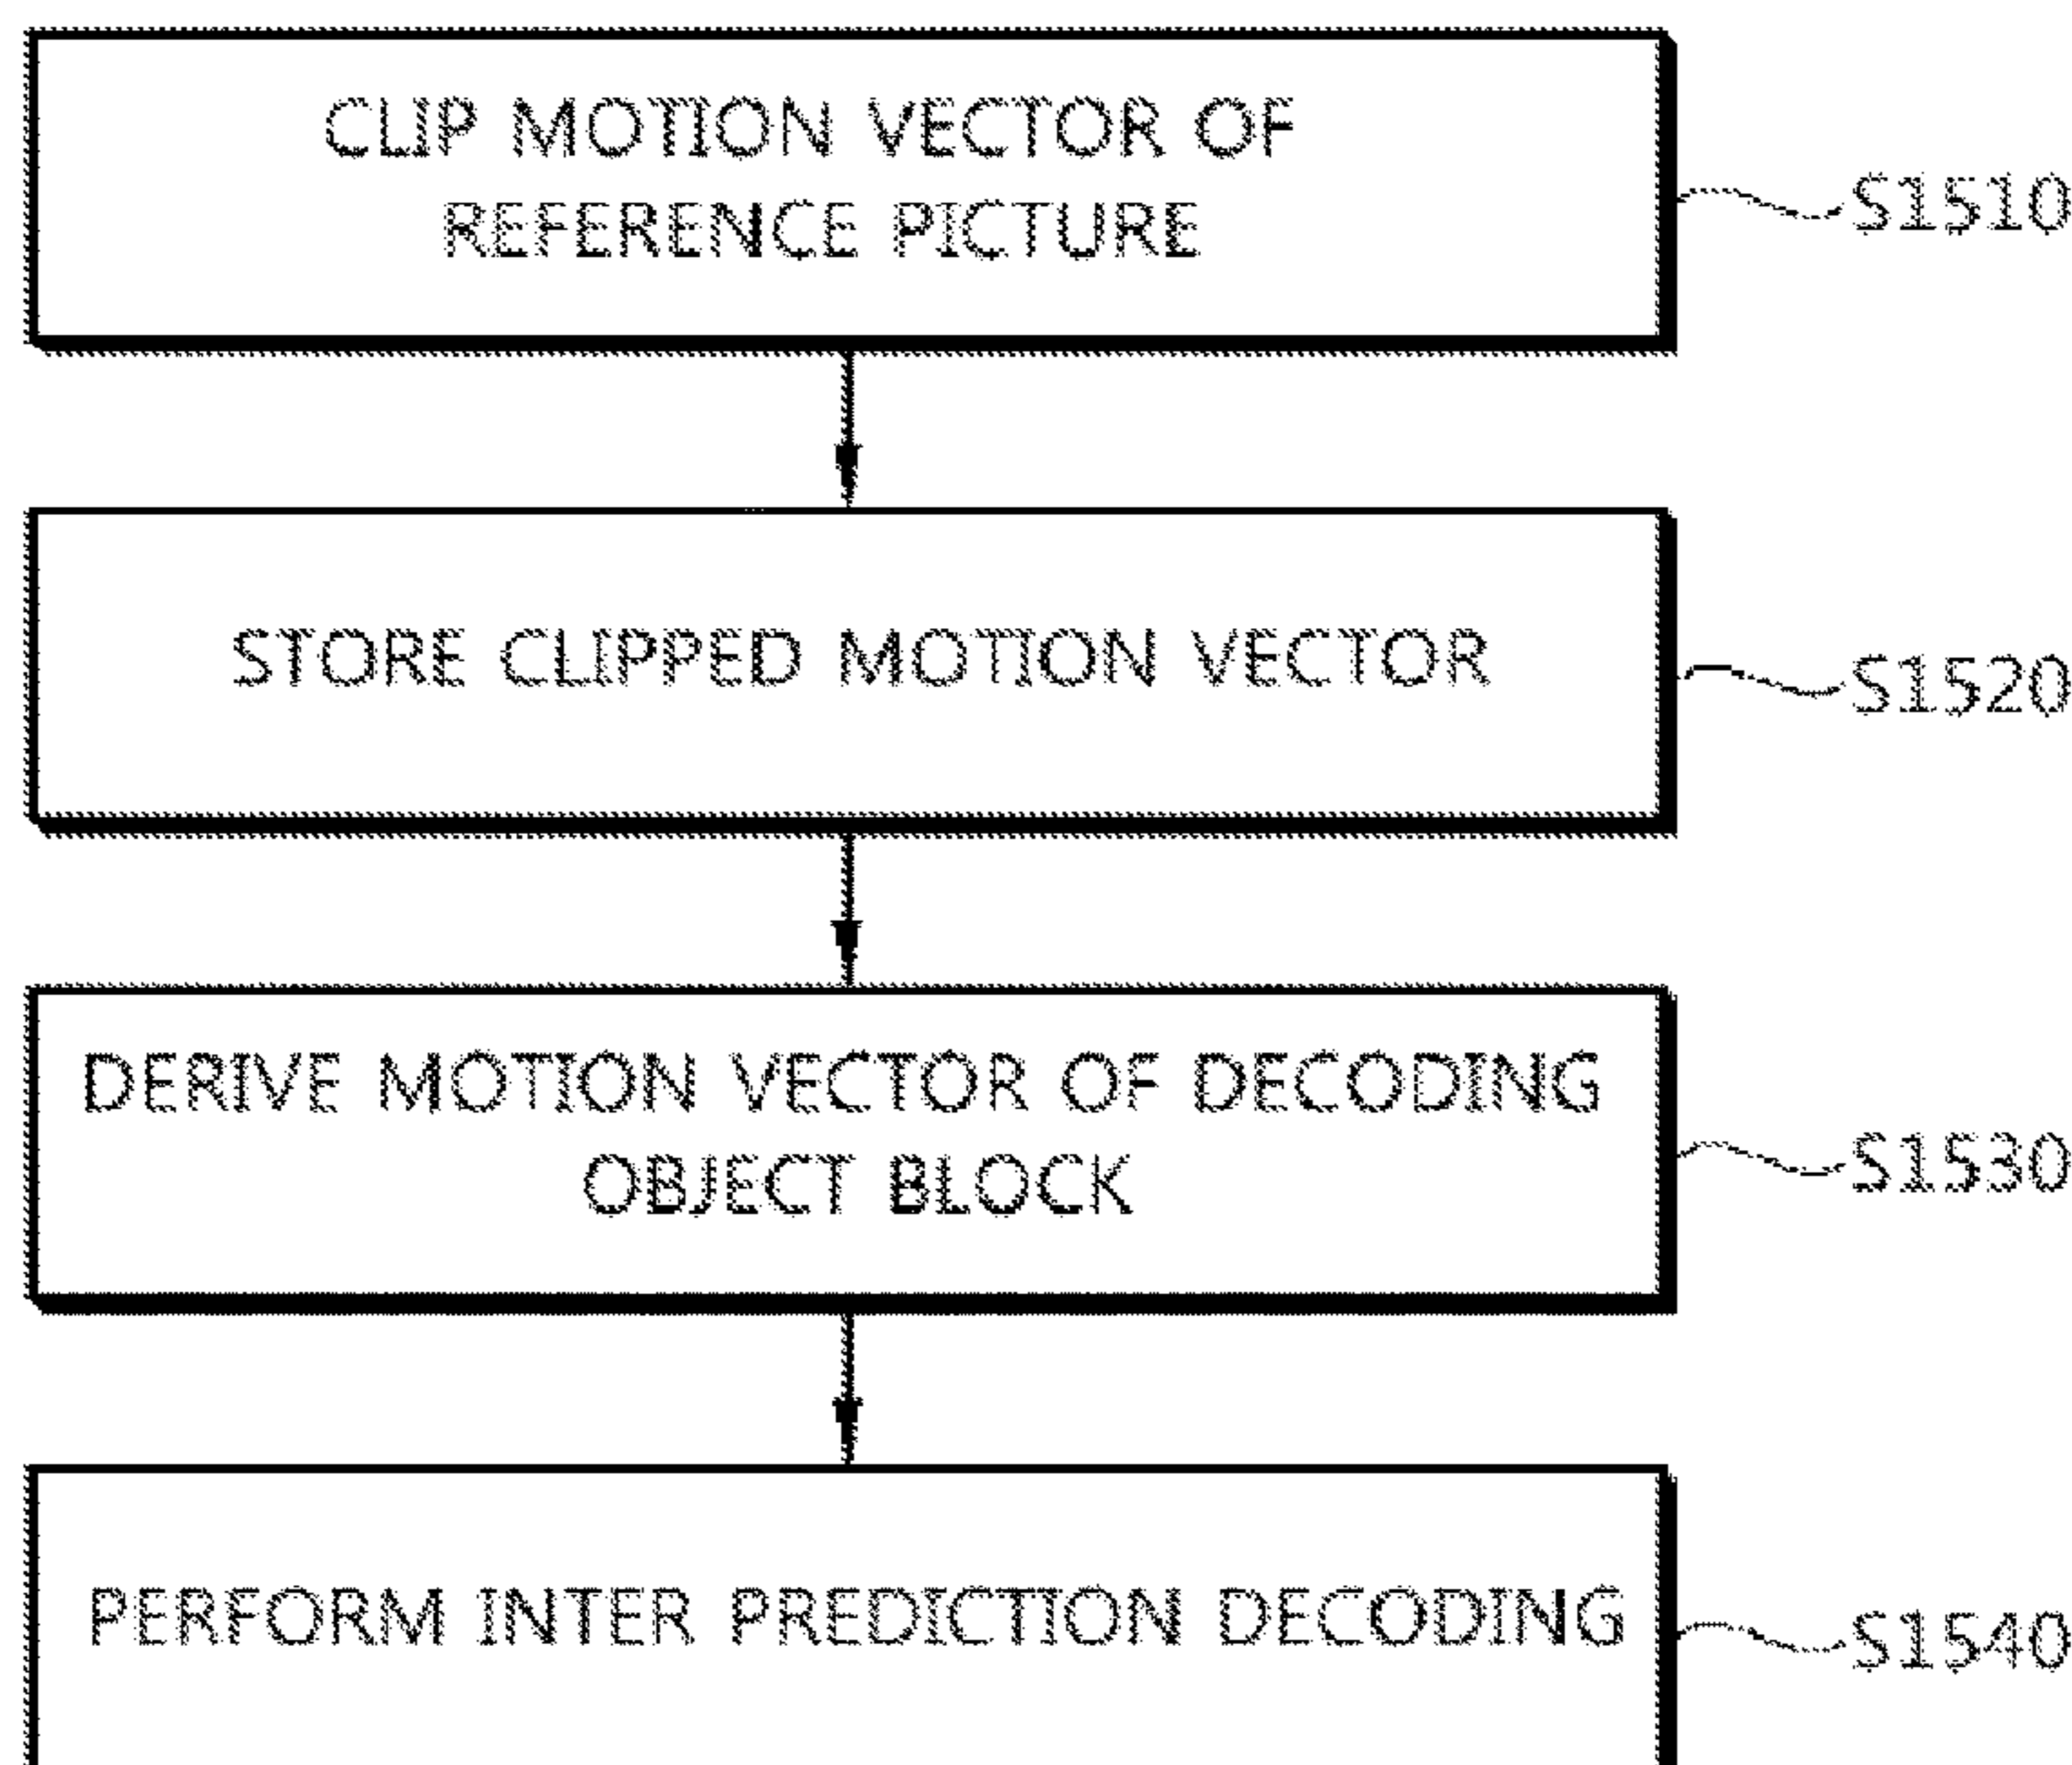 CLIP MOTION VECTOR OF
REFERENCE PICTURE
S1510
STORE CLIPPED MOTION VECTOR
S1520
DERIVE MOTION VECTOR OF DECODING
OBJECT BLOCK
S1530
PERFORM INTER PREDICTION DECODING
S1540